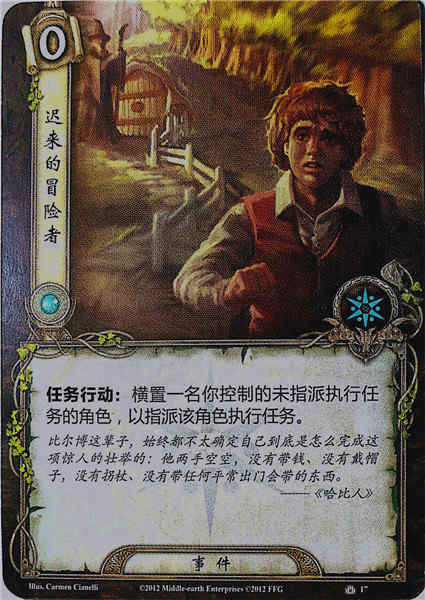 0
迟来的冒险者
任务行动：横置一名你控制的未指派执行任
务的角色，以指派该角色执行任务。
比尔博这辈子，始终都不太确定自己到底是怎么完成这
项惊人的壮举的：他两手空空，没有带钱、没有戴帽
子，没有拐杖、没有带任何平常出门会带的东西。
——《哈比人》
事件
Illus. Carmen Cianelli
©2012 Middle-earth Enterprises ©2012 FFG